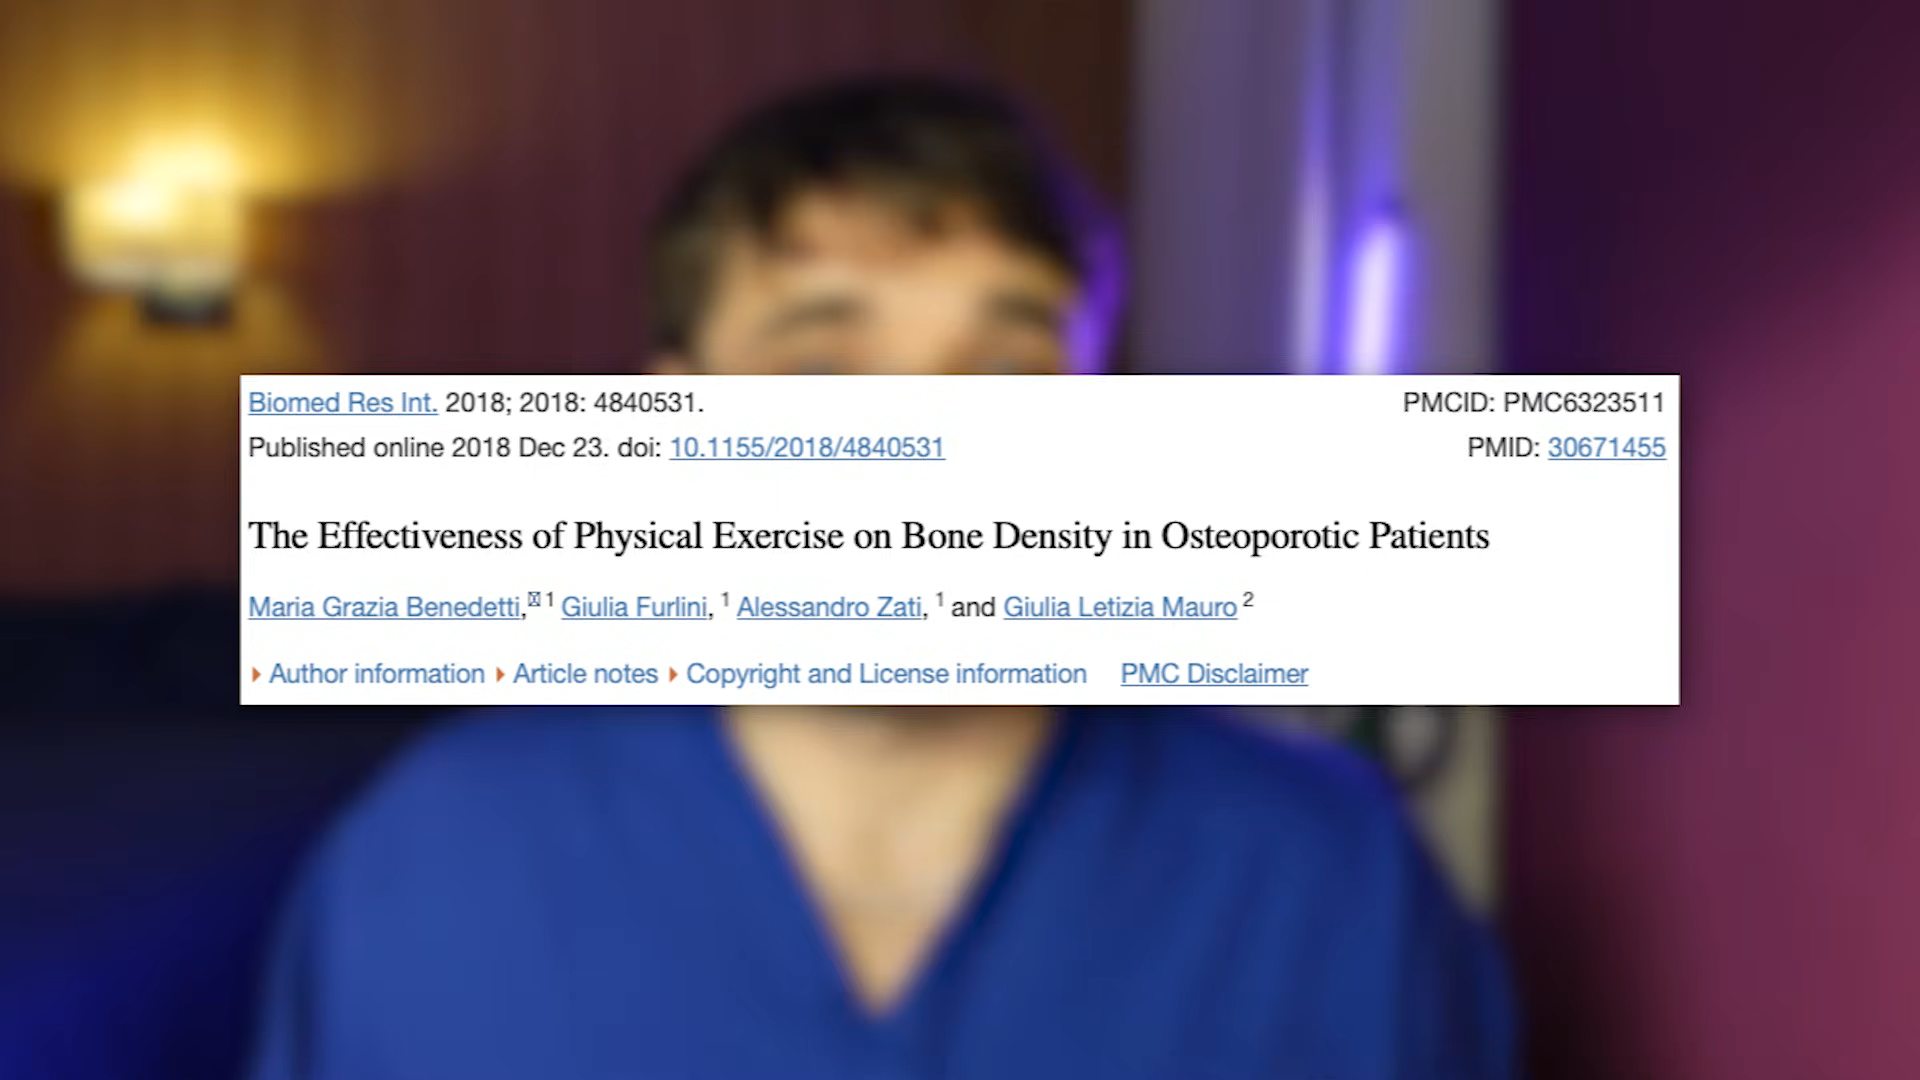 Biomed Res Int. 2018; 2018: 4840531.
PMCID: PMC6323511
Published online 2018 Dec 23. doi: 10.1155/2018/4840531
PMID: 30671455
The Effectiveness of Physical Exercise on Bone Density in Osteoporotic Patients
Maria Grazia Benedetti, 1 Giulia Furlini, 1 Alessandro Zati, 1 and Giulia Letizia Mauro 2
Author information Article notes Copyright and License information PMC Disclaimer